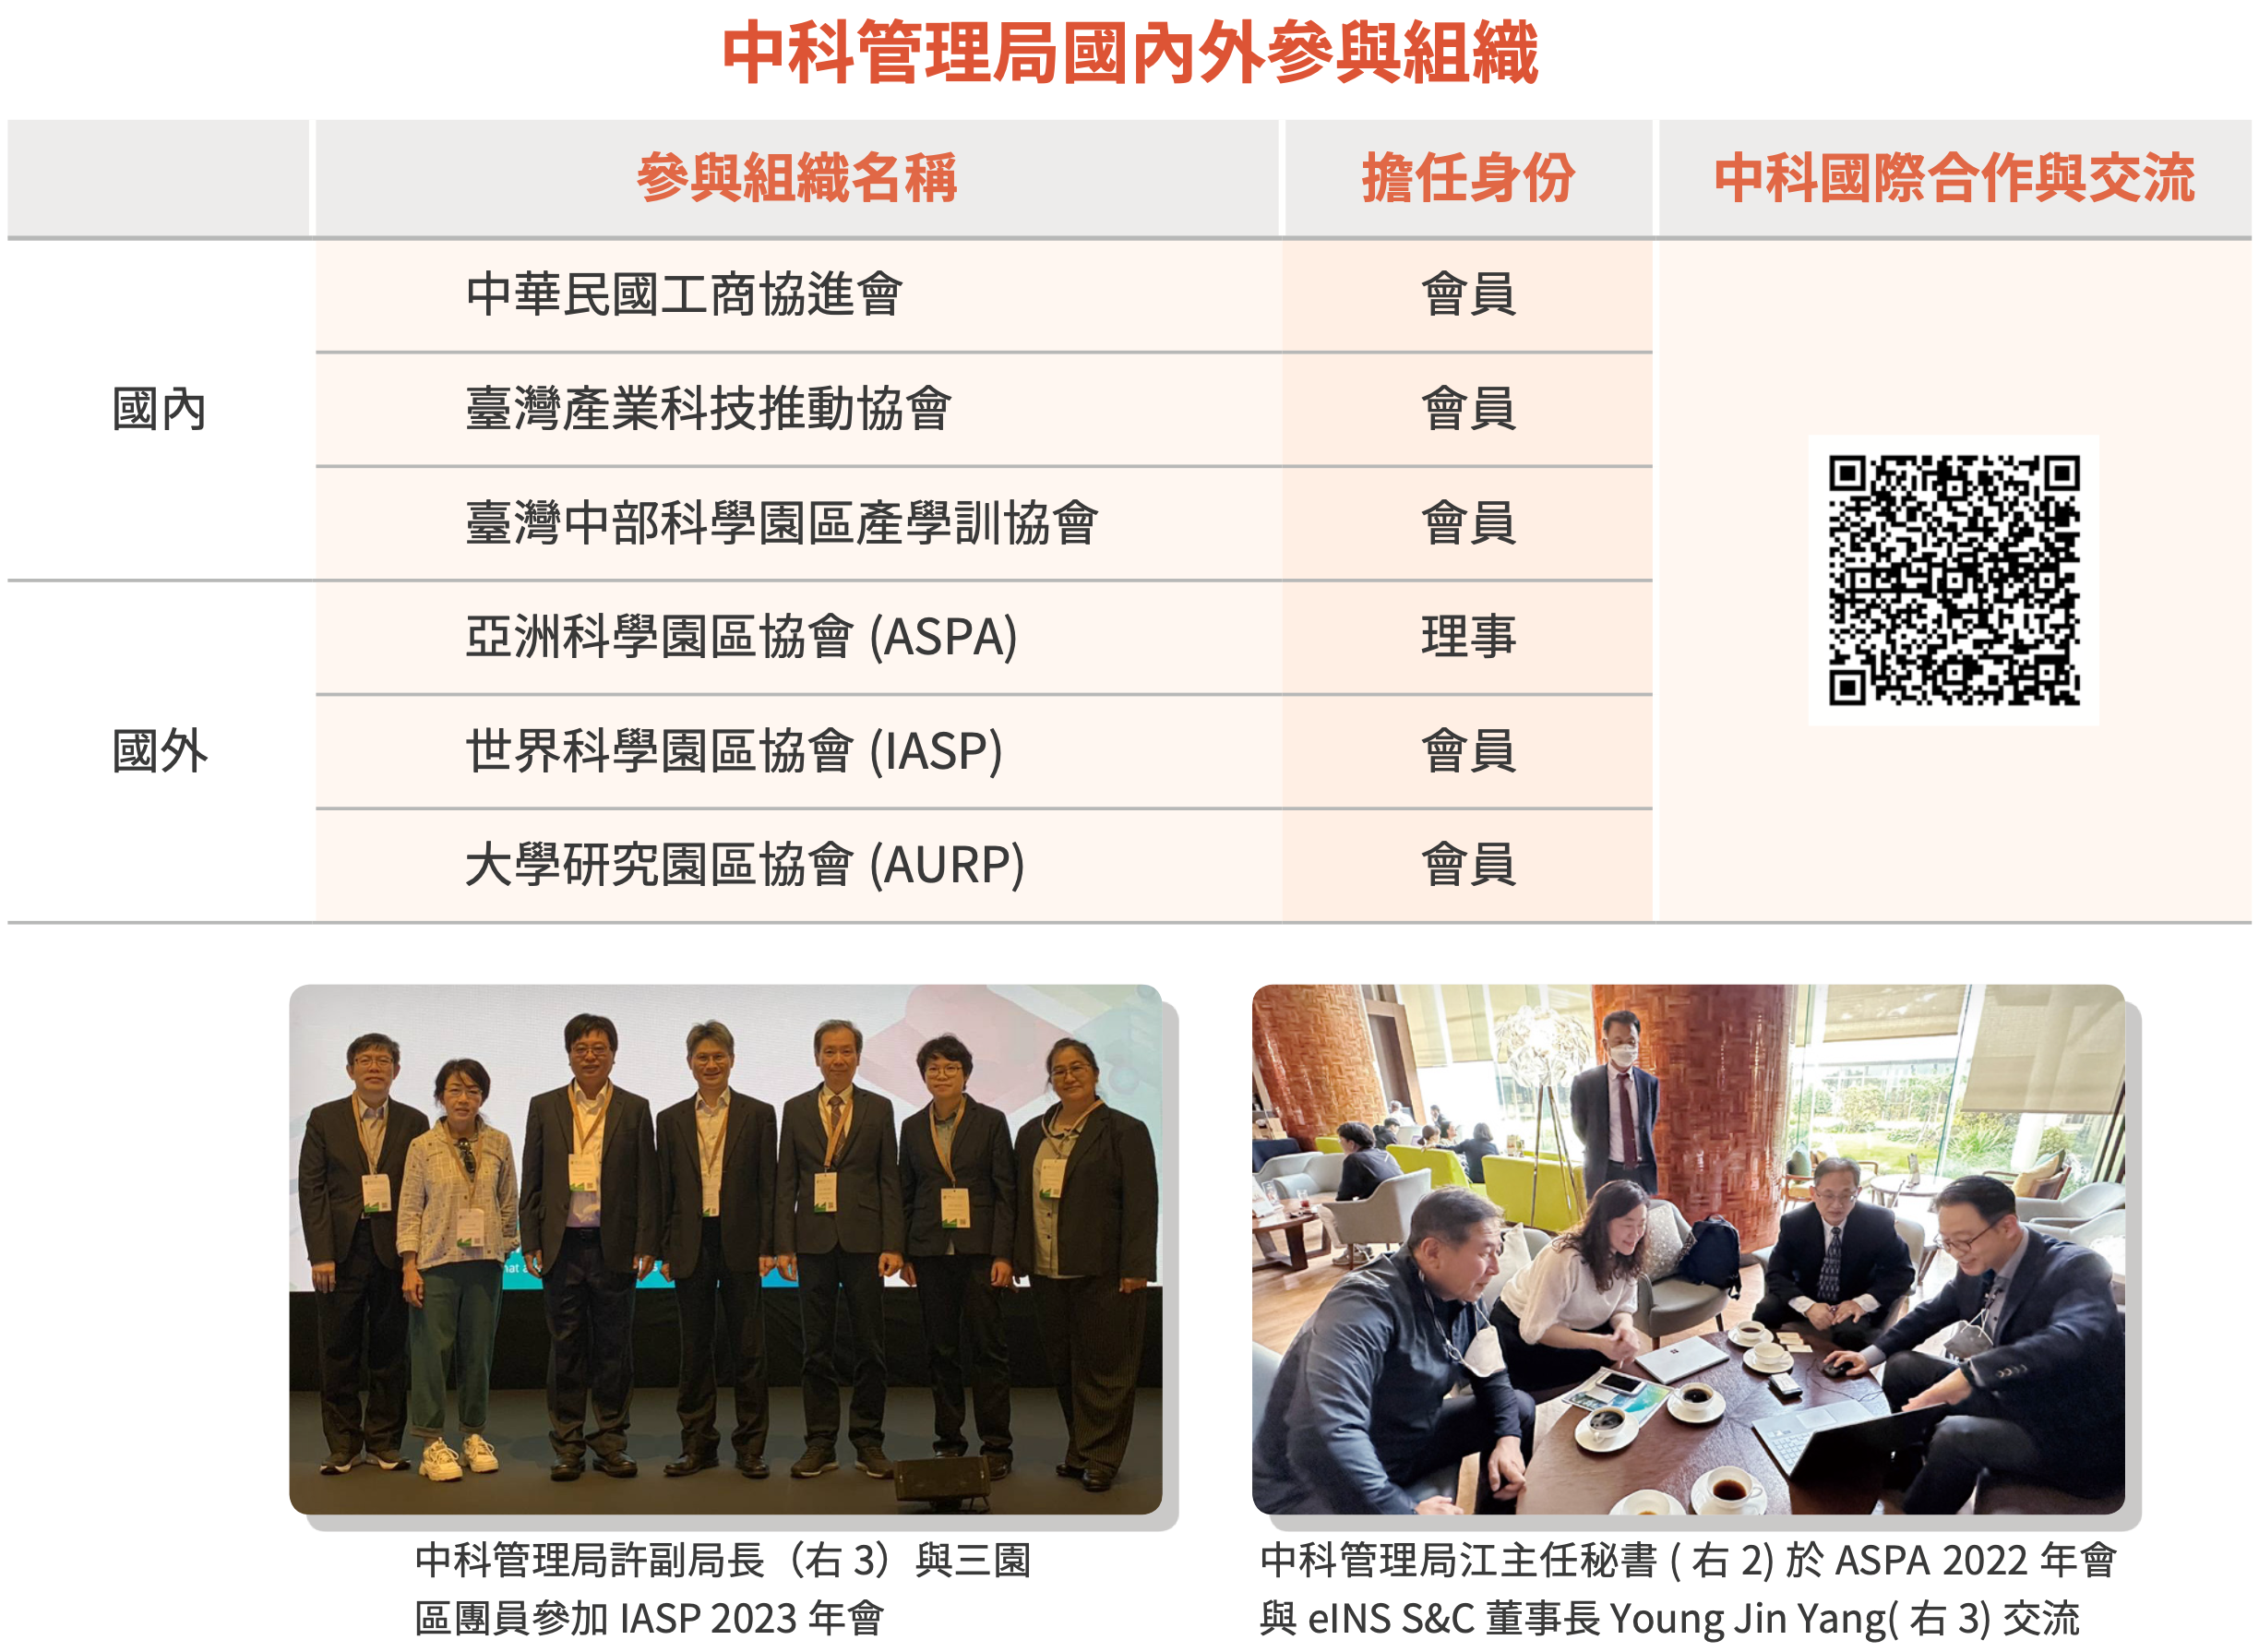 中科管理局國內外參與組織
參與組織名稱 擔任身份 中科國際合作與交流
國內
中華民國工商協進會 會員
臺灣產業科技推動協會 會員
臺灣中部科學園區產學訓協會 會員
國外
亞洲科學園區協會 (ASPA) 理事
世界科學園區協會 (IASP) 會員
大學研究園區協會 (AURP) 會員
中科管理局許副局長（右 3）與三園
區團員參加 IASP 2023 年會
中科管理局江主任秘書 ( 右 2) 於 ASPA 2022 年會
與 eINS S&C 董事長 Young Jin Yang( 右 3) 交流